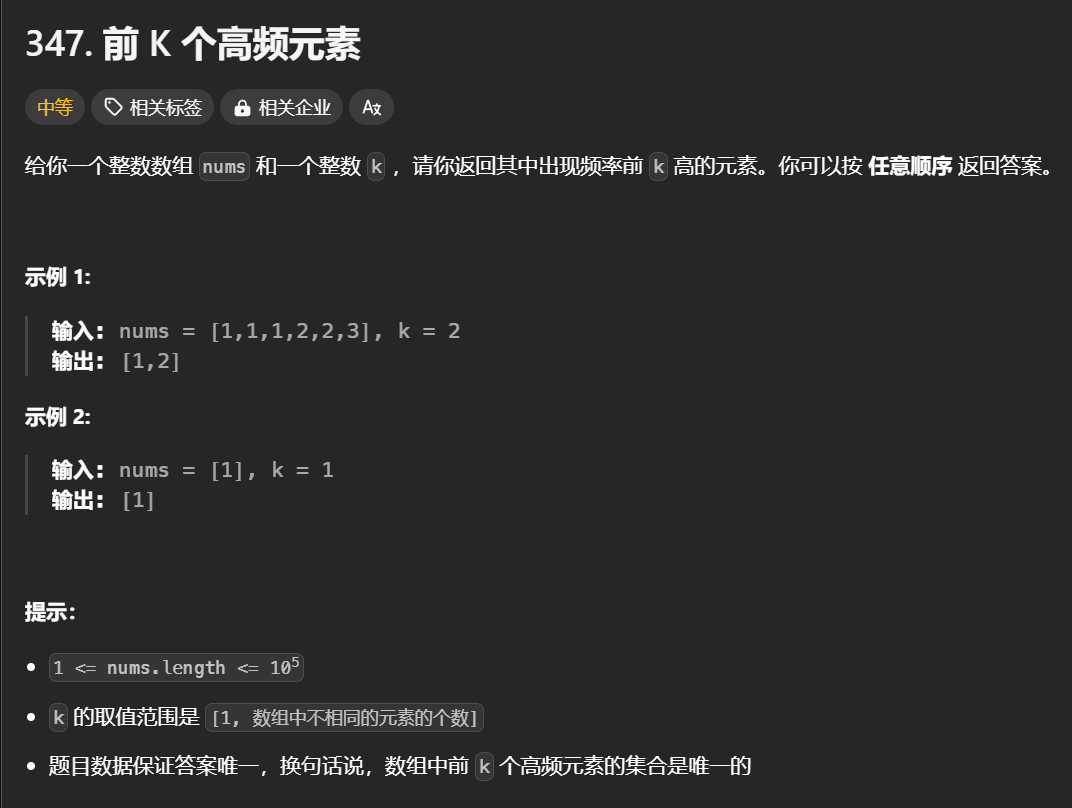 347. 前 K 个高频元素
中等 相关标签 相关企业 A文
给你一个整数数组 nums 和一个整数 k ，请你返回其中出现频率前 k 高的元素。你可以按 任意顺序 返回答案。
示例 1:
输入: nums = [1,1,1,2,2,3], k = 2
输出: [1,2]
示例 2:
输入: nums = [1], k = 1
输出: [1]
提示：
• 1 <= nums.length <= 10⁵
• k 的取值范围是 [1, 数组中不相同的元素的个数]
• 题目数据保证答案唯一，换句话说，数组中前 k 个高频元素的集合是唯一的